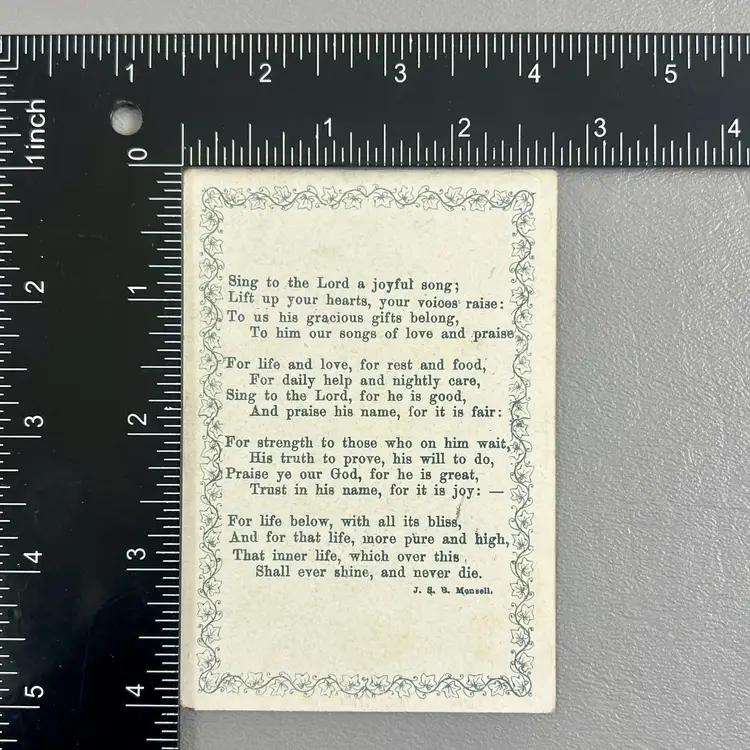 1 2 3 4 5
1 2 3 4
1inch
0
2
1
3
2
4
3
5
4
Sing to the Lord a joyful song;
Lift up your hearts, your voices raise:
To us his gracious gifts belong,
To him our songs of love and praise
For life and love, for rest and food,
For daily help and nightly care,
Sing to the Lord, for he is good,
And praise his name, for it is fair:
For strength to those who on him wait,
His truth to prove, his will to do,
Praise ye our God, for he is great,
Trust in his name, for it is joy: —
For life below, with all its bliss,
And for that life, more pure and high,
That inner life, which over this
Shall ever shine, and never die.
J. S. B. Monsell.